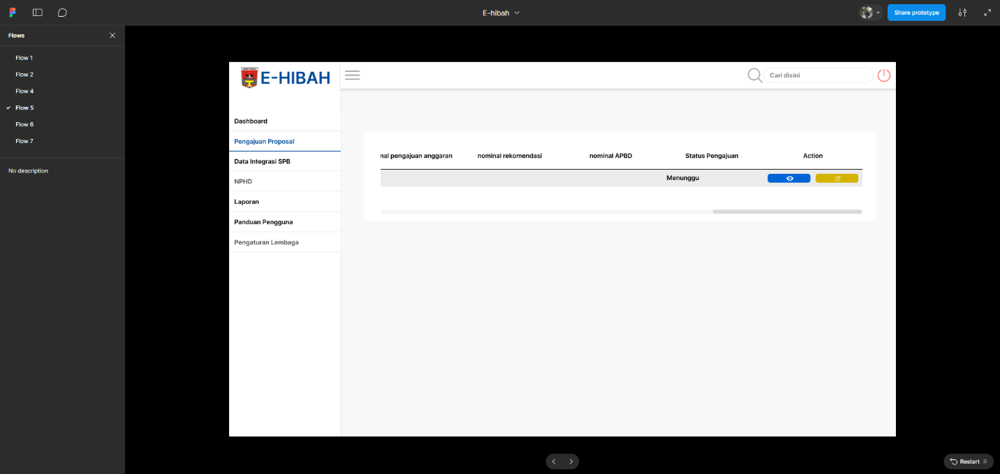 E-hibah
Share prototype
Flows
Flow 1
Flow 2
Flow 4
Flow 5
Flow 6
Flow 7
No description
E-HIBAH
Cari disini
Dashboard
Pengajuan Proposal
Data Integrasi SPB
NPHD
Laporan
Panduan Pengguna
Pengaturan Lembaga
nal pengajuan anggaran nominal rekomendasi nominal APBD Status Pengajuan Action
Menunggu
Restart R